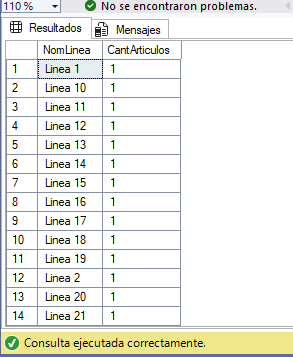 110 %
No se encontraron problemas.
Resultados
Mensajes
NomLinea CantArticulos
1 Linea 1 1
2 Linea 10 1
3 Linea 11 1
4 Linea 12 1
5 Linea 13 1
6 Linea 14 1
7 Linea 15 1
8 Linea 16 1
9 Linea 17 1
10 Linea 18 1
11 Linea 19 1
12 Linea 2 1
13 Linea 20 1
14 Linea 21 1
Consulta ejecutada correctamente.